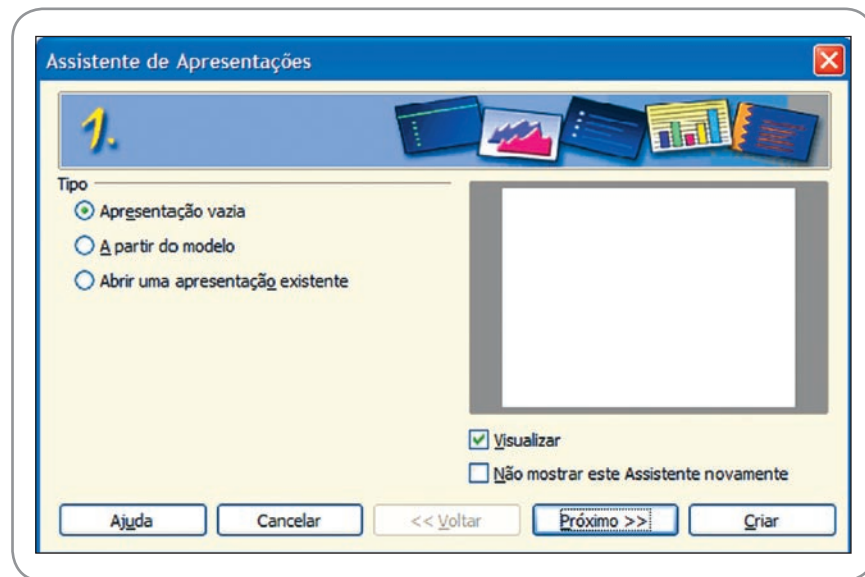 Assistente de Apresentações
1.
Tipo
Apresentação vazia
A partir do modelo
Abrir uma apresentação existente
Visualizar
Não mostrar este Assistente novamente
Ajuda Cancelar << Voltar Próximo >> Criar